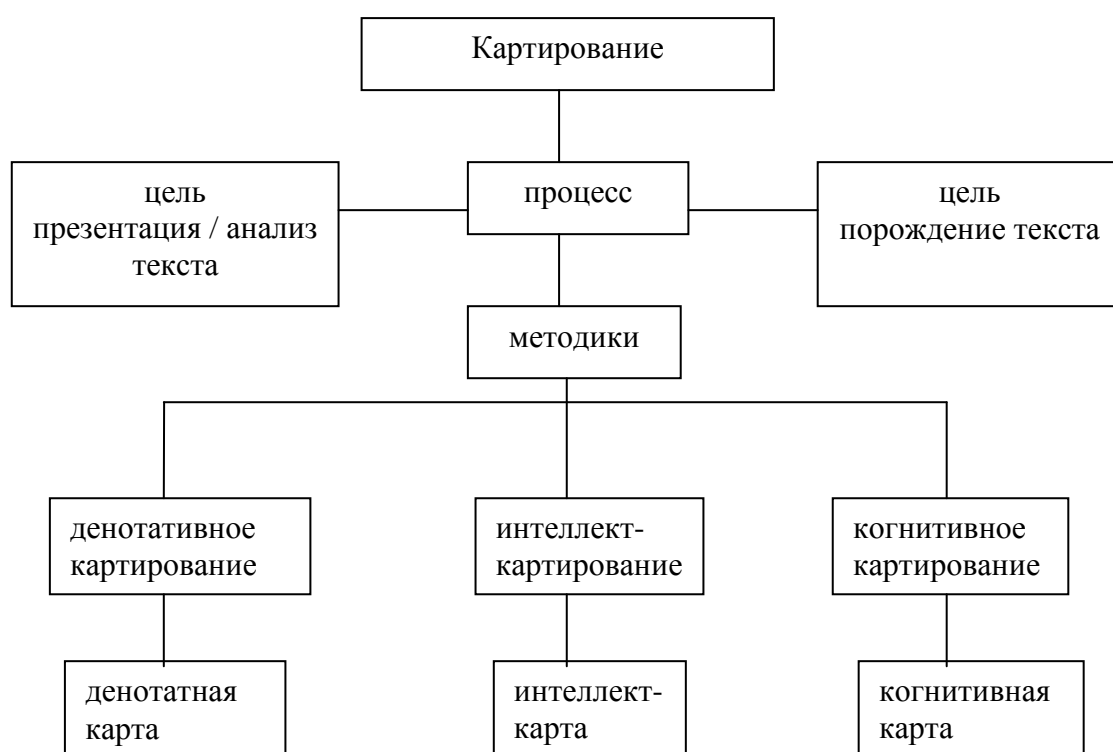 Картирование
цель
презентация / анализ
текста
процесс
цель
порождение текста
методики
денотативное
картирование
интеллект-
картирование
когнитивное
картирование
денотатная
карта
интеллект-
карта
когнитивная
карта